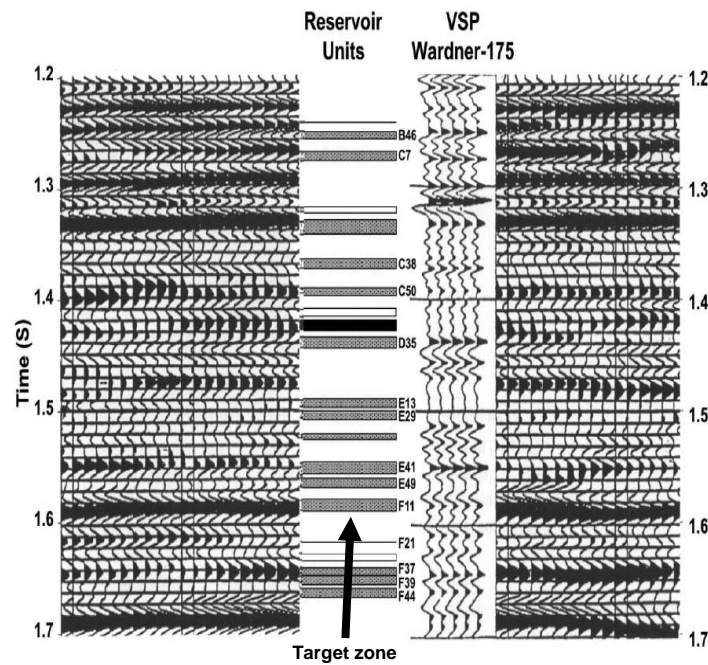 Reservoir
Units
VSP
Wardner-175
Time (S)
1.2
1.3
1.4
1.5
1.6
1.7
B46
C7
C38
C50
D35
E13
E29
E41
E49
F11
F21
F37
F39
F44
1.2
1.3
1.4
1.5
1.6
1.7
Target zone